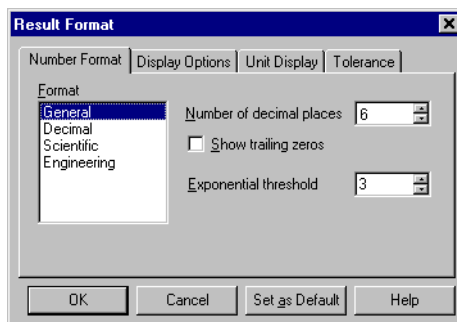 Result Format
Number Format Display Options Unit Display Tolerance
Format
General
Decimal
Scientific
Engineering
Number of decimal places 6
Show trailing zeros
Exponential threshold 3
OK Cancel Set as Default Help